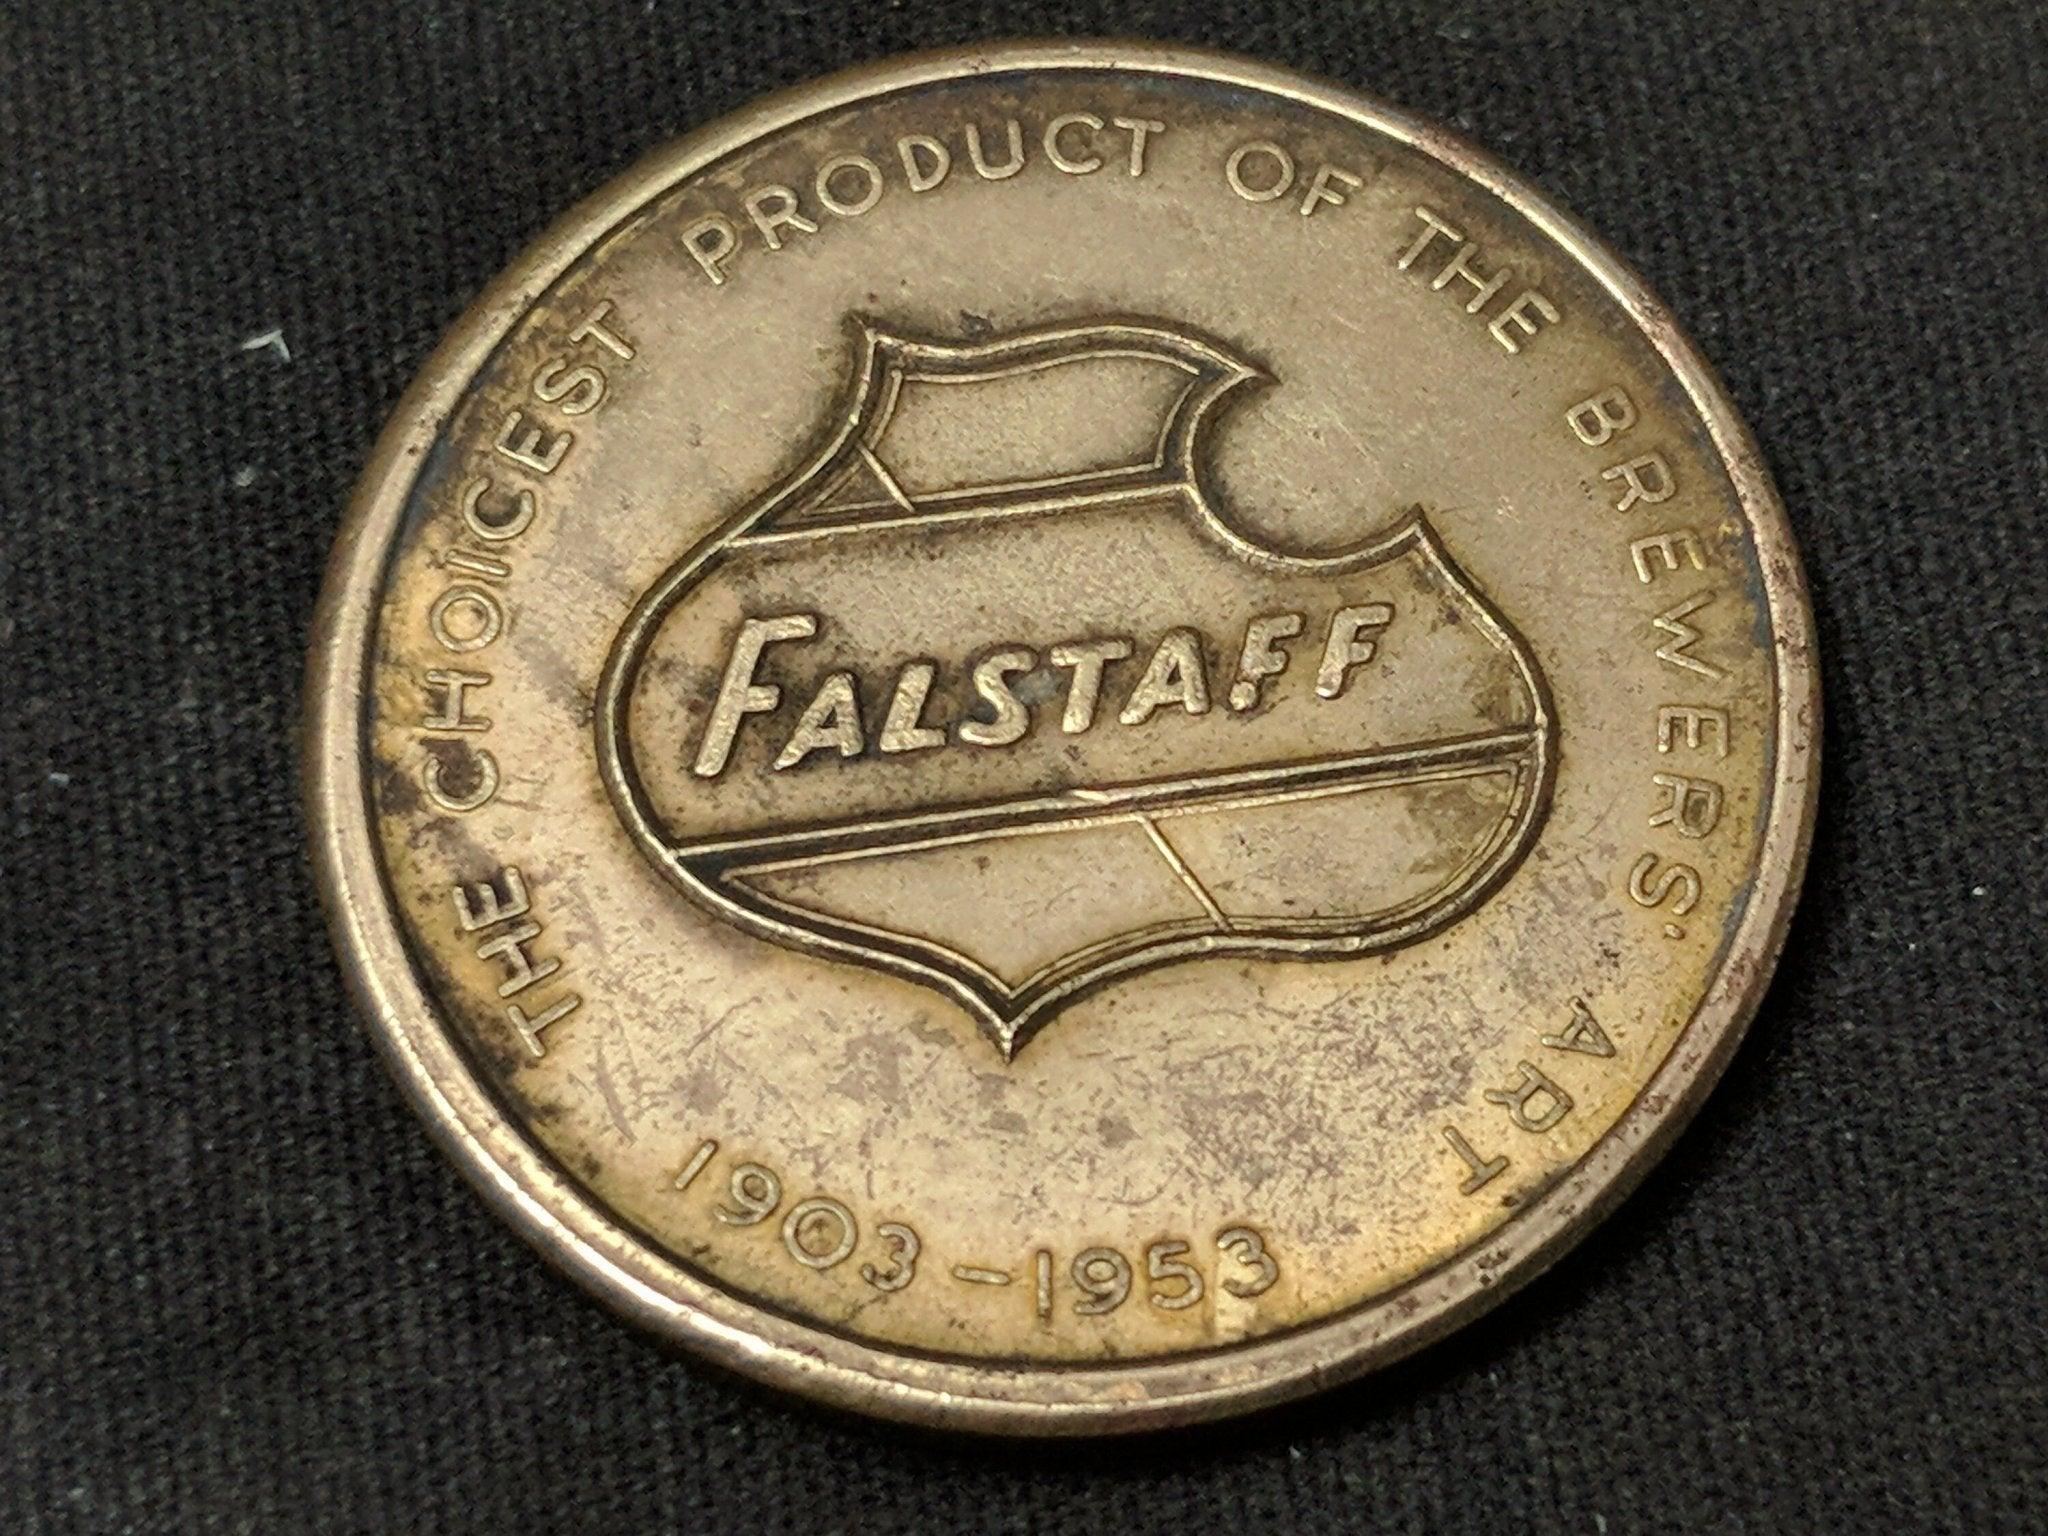 THE CHOICEST PRODUCT OF THE BREWERS' ART
FALSTAFF
1903-1953